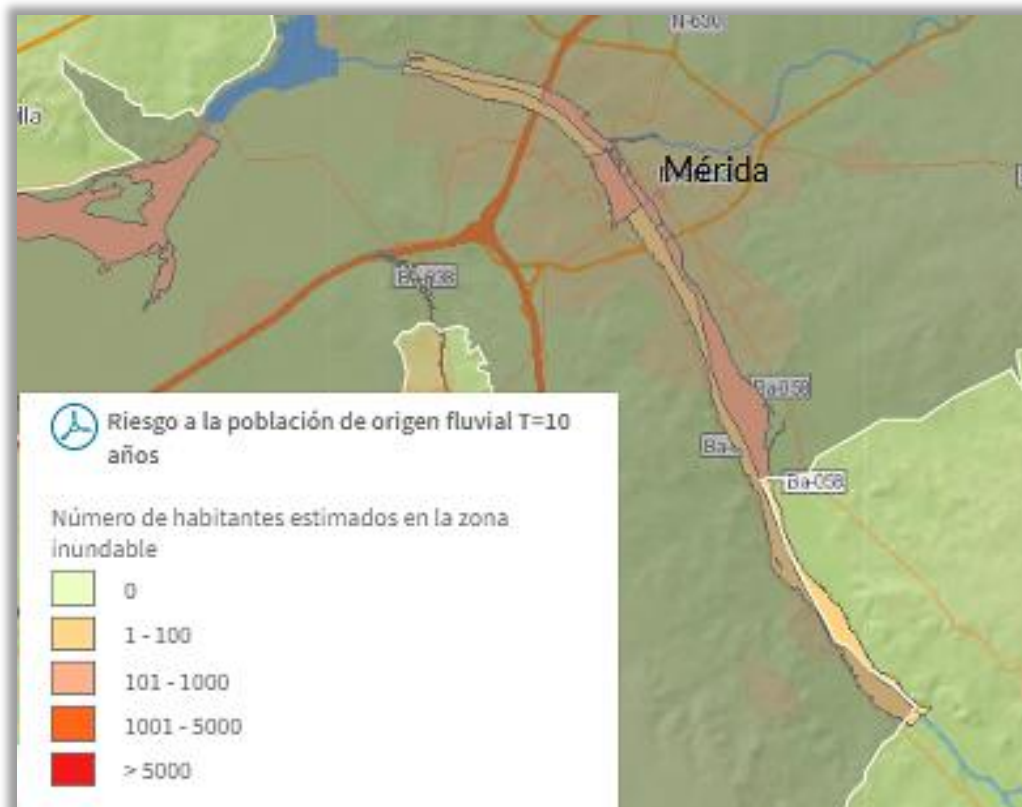 N-630
lla
Mérida
Ba-038
Ba-058
Ba-
Ba-058
Riesgo a la población de origen fluvial T=10
años
Número de habitantes estimados en la zona
inundable
0
1 - 100
101 - 1000
1001 - 5000
> 5000